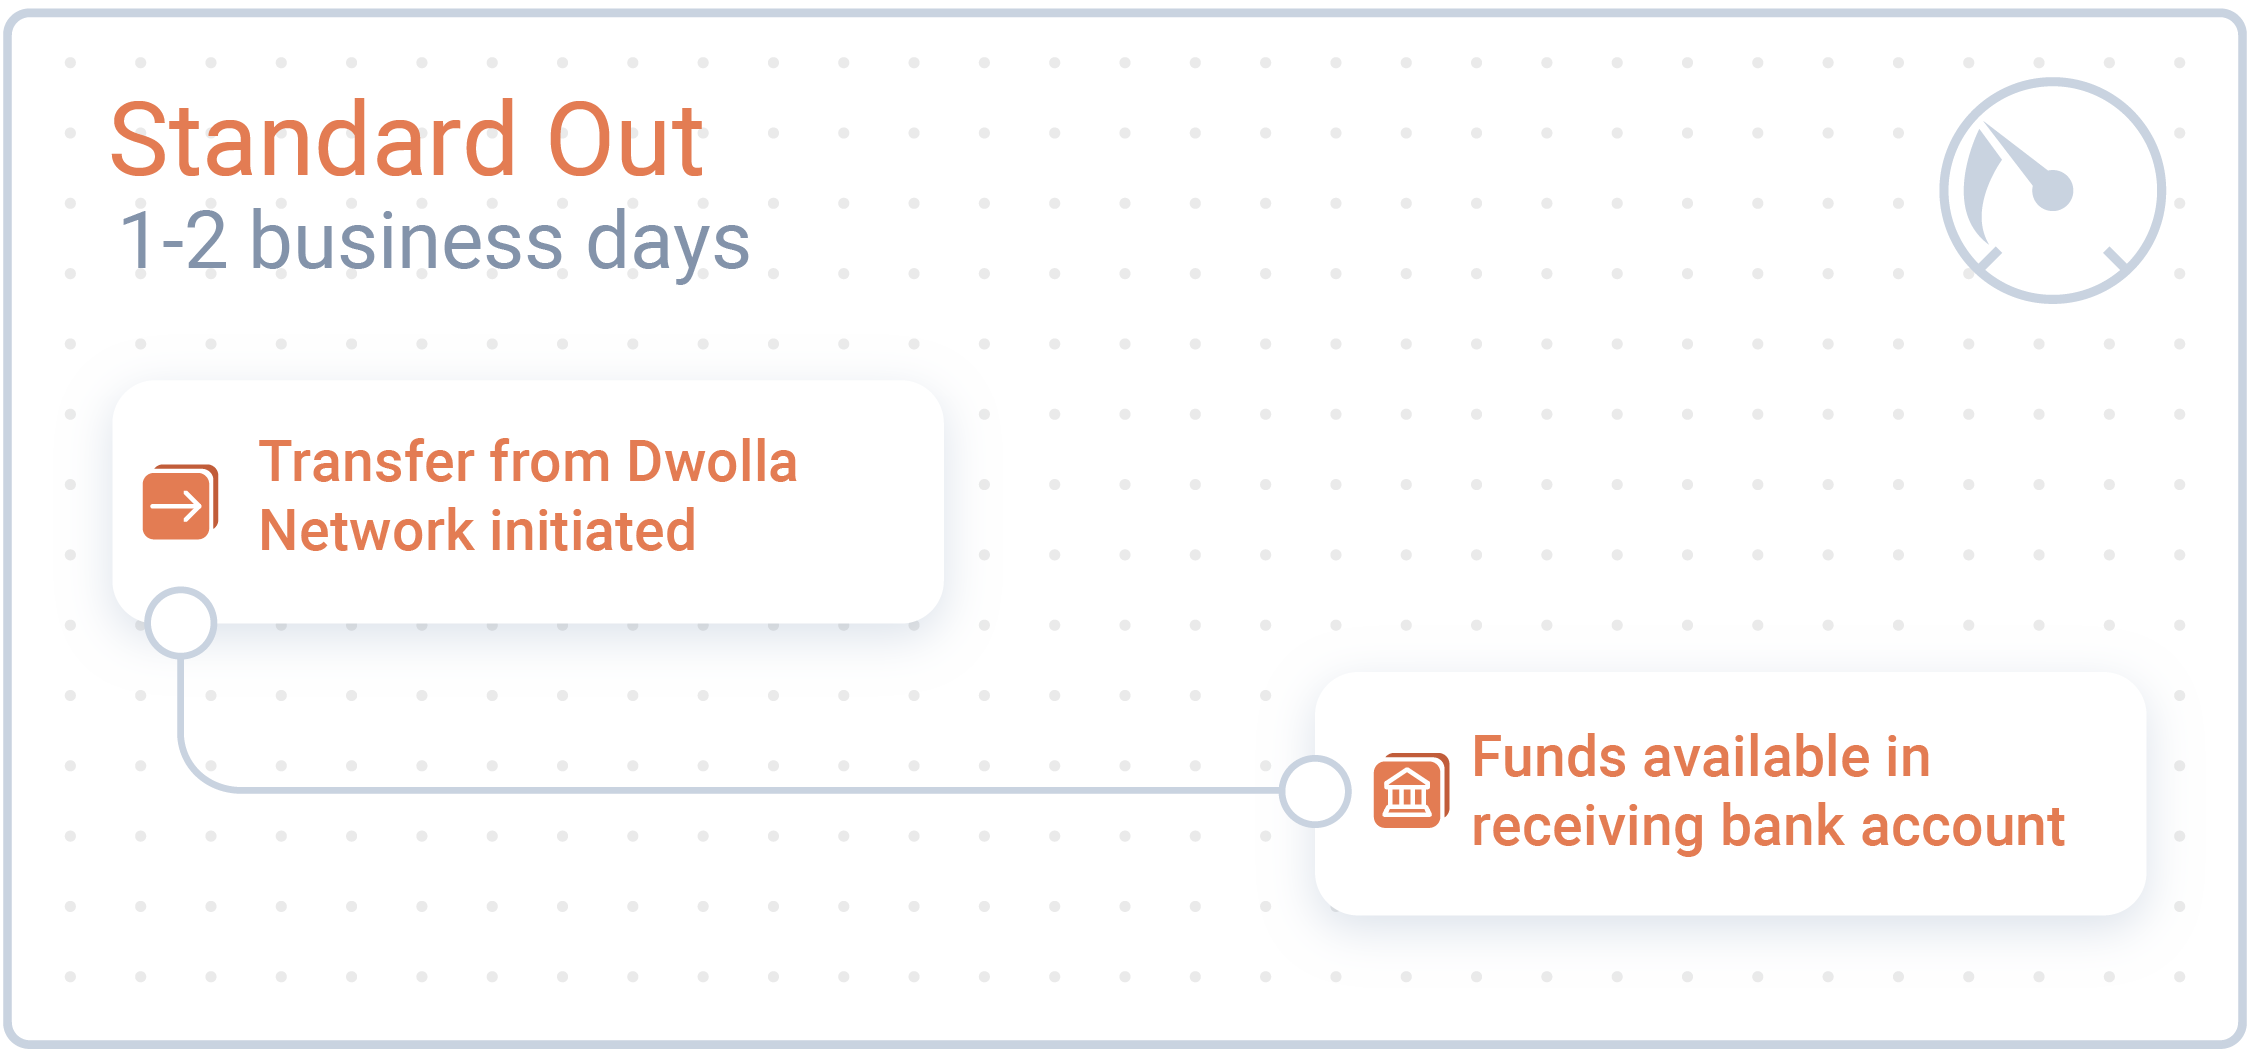 Standard Out
1-2 business days
Transfer from Dwolla
Network initiated
Funds available in
receiving bank account